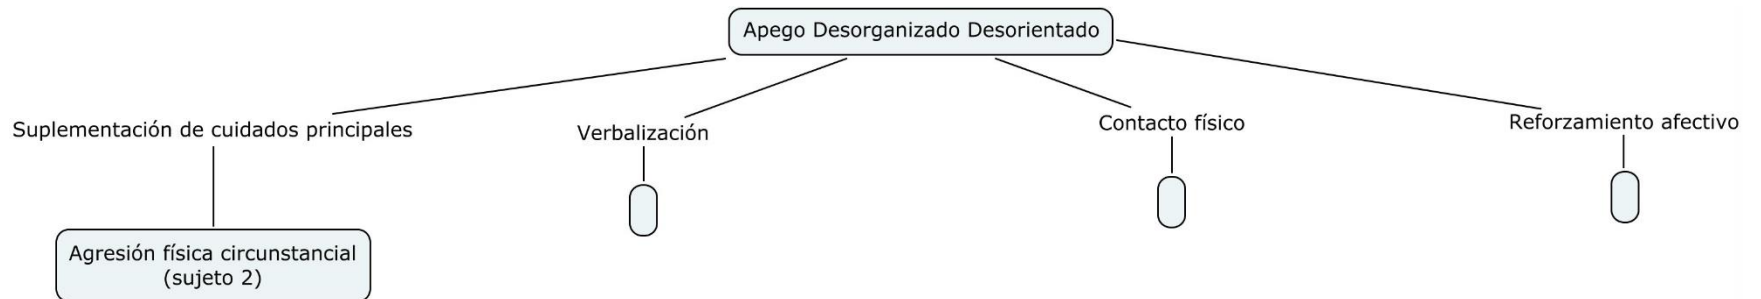 Apego Desorganizado Desorientado
Suplementación de cuidados principales
Verbalización
Contacto físico
Reforzamiento afectivo
Agresión física circunstancial
(sujeto 2)